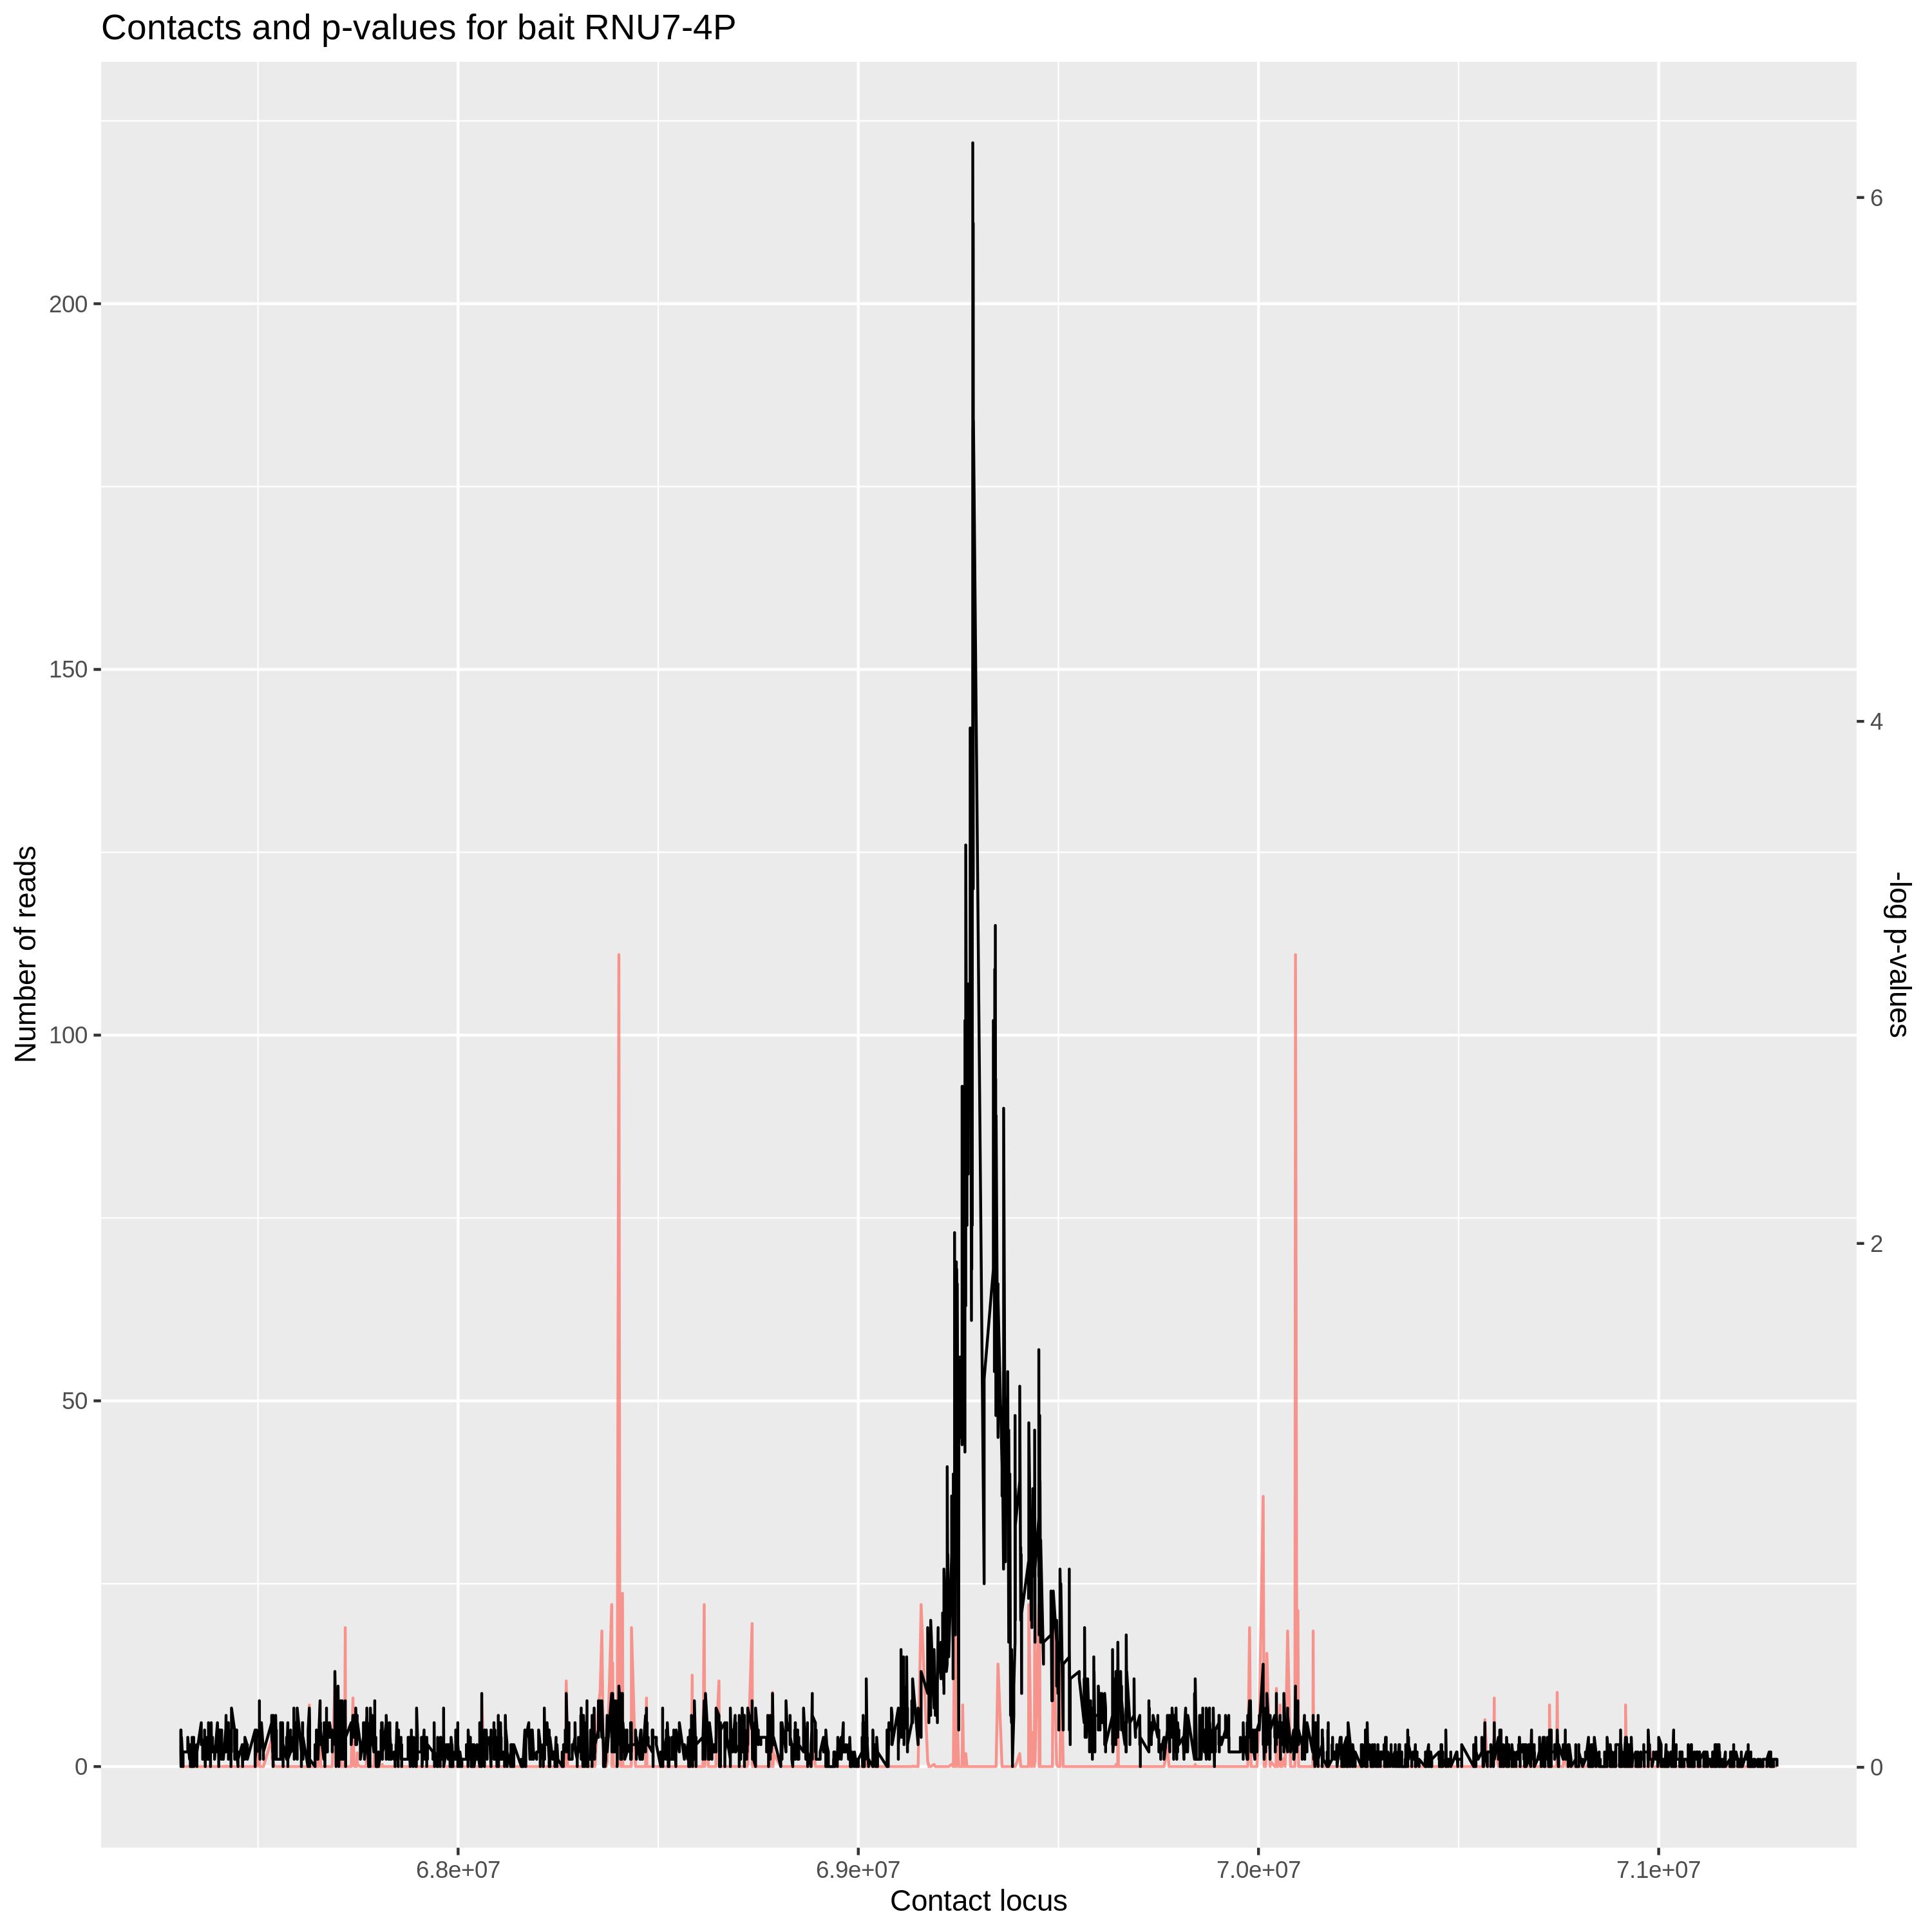 Contacts and p-values for bait RNU7-4P
200
150
100
50
0
Number of reads
6
4
2
0
-log p-values
6.8e+07
6.9e+07
7.0e+07
7.1e+07
Contact locus